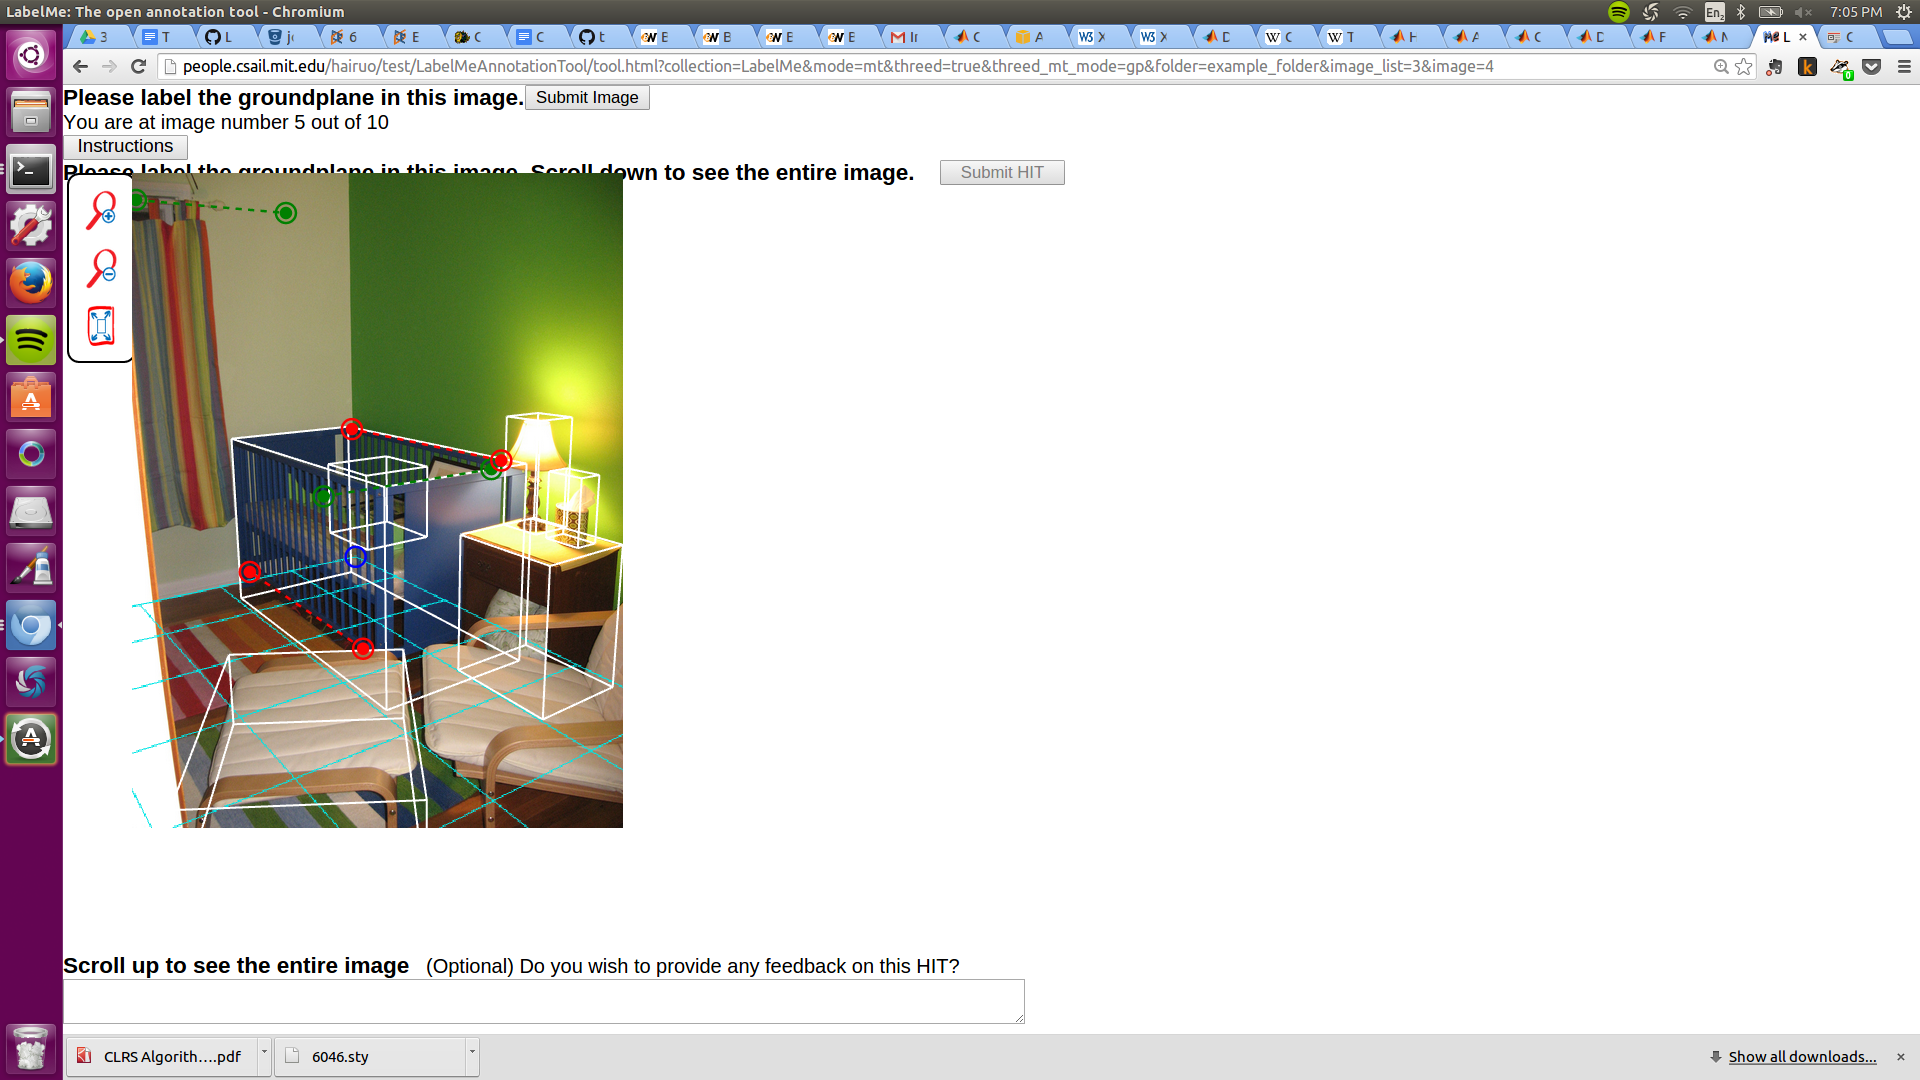 LabelMe: The open annotation tool - Chromium
En2
7:05 PM
3 T L j 6 E C C t E B E E I C A X X D C T H A C D F M L × C
people.csail.mit.edu/hairuo/test/LabelMeAnnotationTool/tool.html?collection=LabelMe&mode=mt&threed=true&threed_mt_mode=gp&folder=example_folder&image_list=3&image=4
Please label the groundplane in this image. Submit Image
You are at image number 5 out of 10
Instructions
Please label the groundplane in this image. Scroll down to see the entire image. Submit HIT
Scroll up to see the entire image (Optional) Do you wish to provide any feedback on this HIT?
CLRS Algorith....pdf 6046.sty Show all downloads...